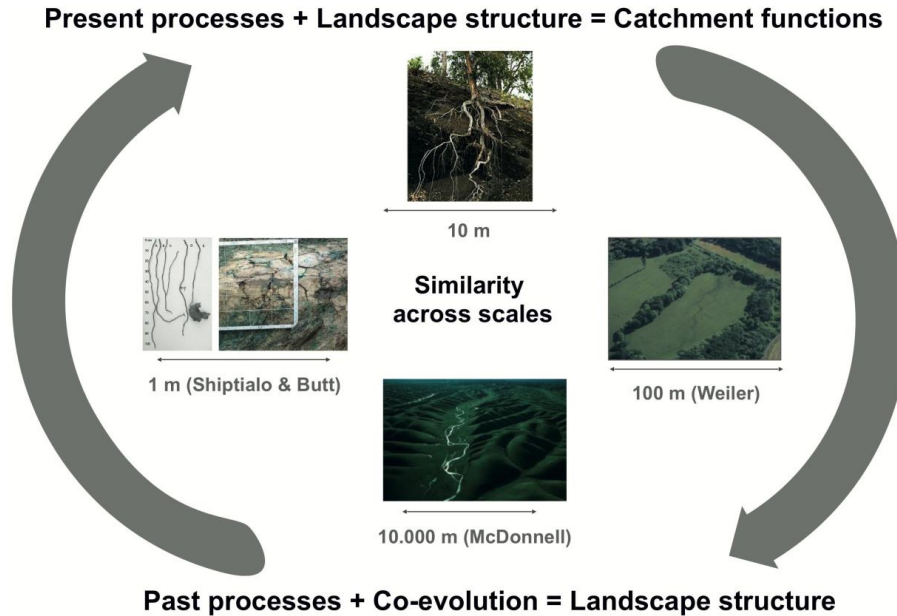 Present processes + Landscape structure = Catchment functions
10 m
Similarity
across scales
1 m (Shiptialo & Butt)
100 m (Weiler)
10.000 m (McDonnell)
Past processes + Co-evolution = Landscape structure